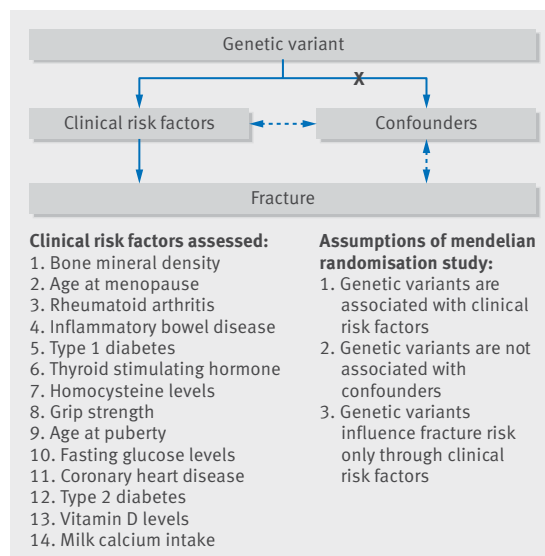 Genetic variant
X
Clinical risk factors
Confounders
Fracture
Clinical risk factors assessed:
1. Bone mineral density
2. Age at menopause
3. Rheumatoid arthritis
4. Inflammatory bowel disease
5. Type 1 diabetes
6. Thyroid stimulating hormone
7. Homocysteine levels
8. Grip strength
9. Age at puberty
10. Fasting glucose levels
11. Coronary heart disease
12. Type 2 diabetes
13. Vitamin D levels
14. Milk calcium intake
Assumptions of mendelian
randomisation study:
1. Genetic variants are
associated with clinical
risk factors
2. Genetic variants are not
associated with
confounders
3. Genetic variants
influence fracture risk
only through clinical
risk factors